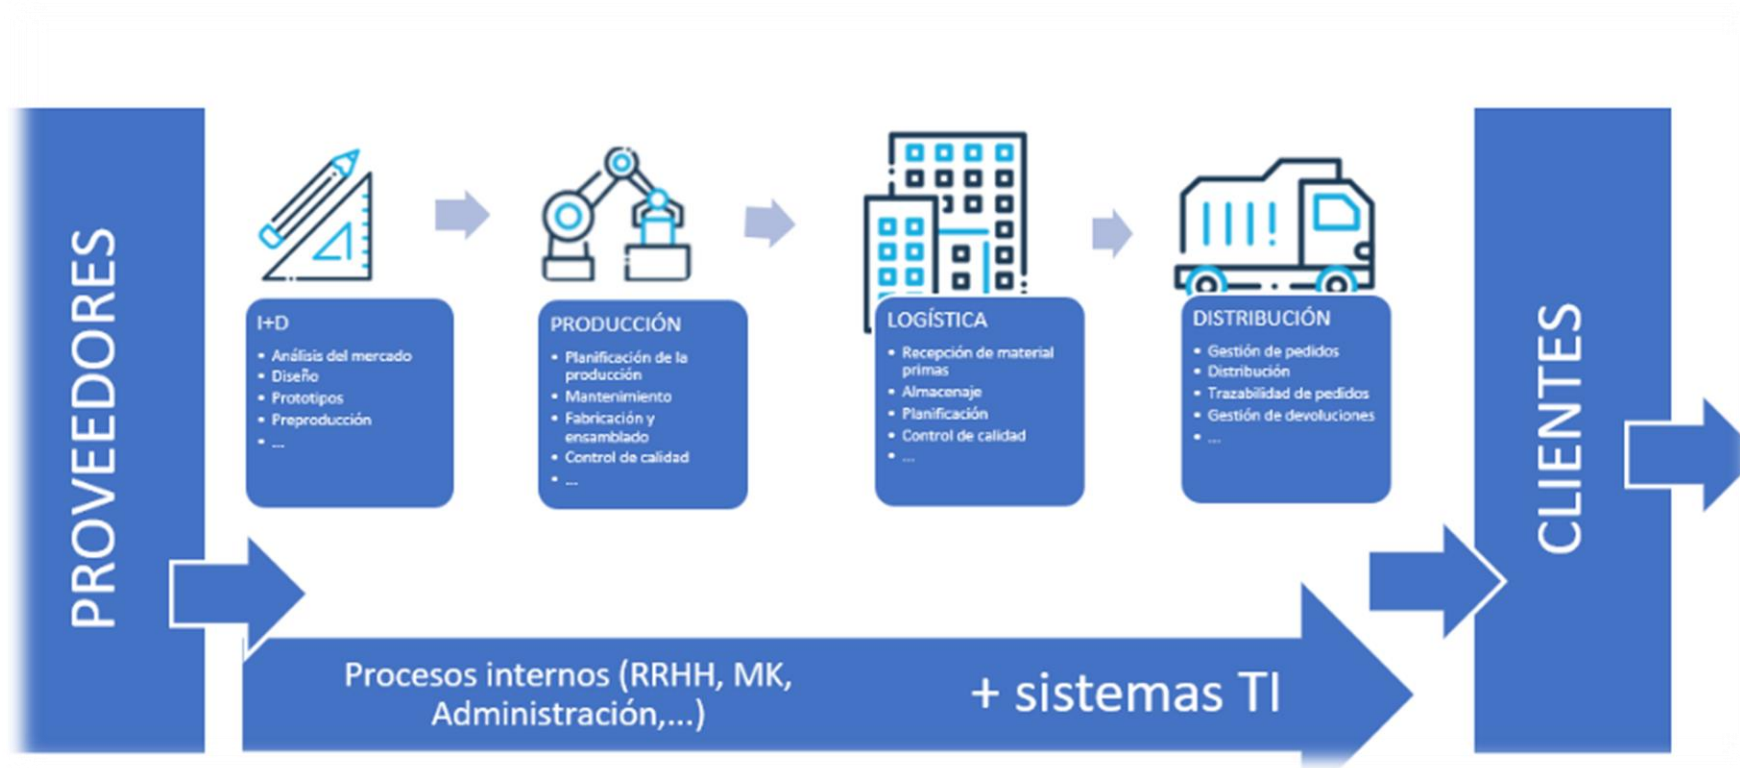 PROVEEDORES
I+D
• Análisis del mercado
• Diseño
• Prototipos
• Preproducción
• ...
PRODUCCIÓN
• Planificación de la
producción
• Mantenimiento
• Fabricación y
ensamblado
• Control de calidad
• ...
LOGÍSTICA
• Recepción de material
primas
• Almacenaje
• Planificación
• Control de calidad
• ...
DISTRIBUCIÓN
• Gestión de pedidos
• Distribución
• Trazabilidad de pedidos
• Gestión de devoluciones
• ...
CLIENTES
Procesos internos (RRHH, MK,
Administración,...)
+ sistemas TI